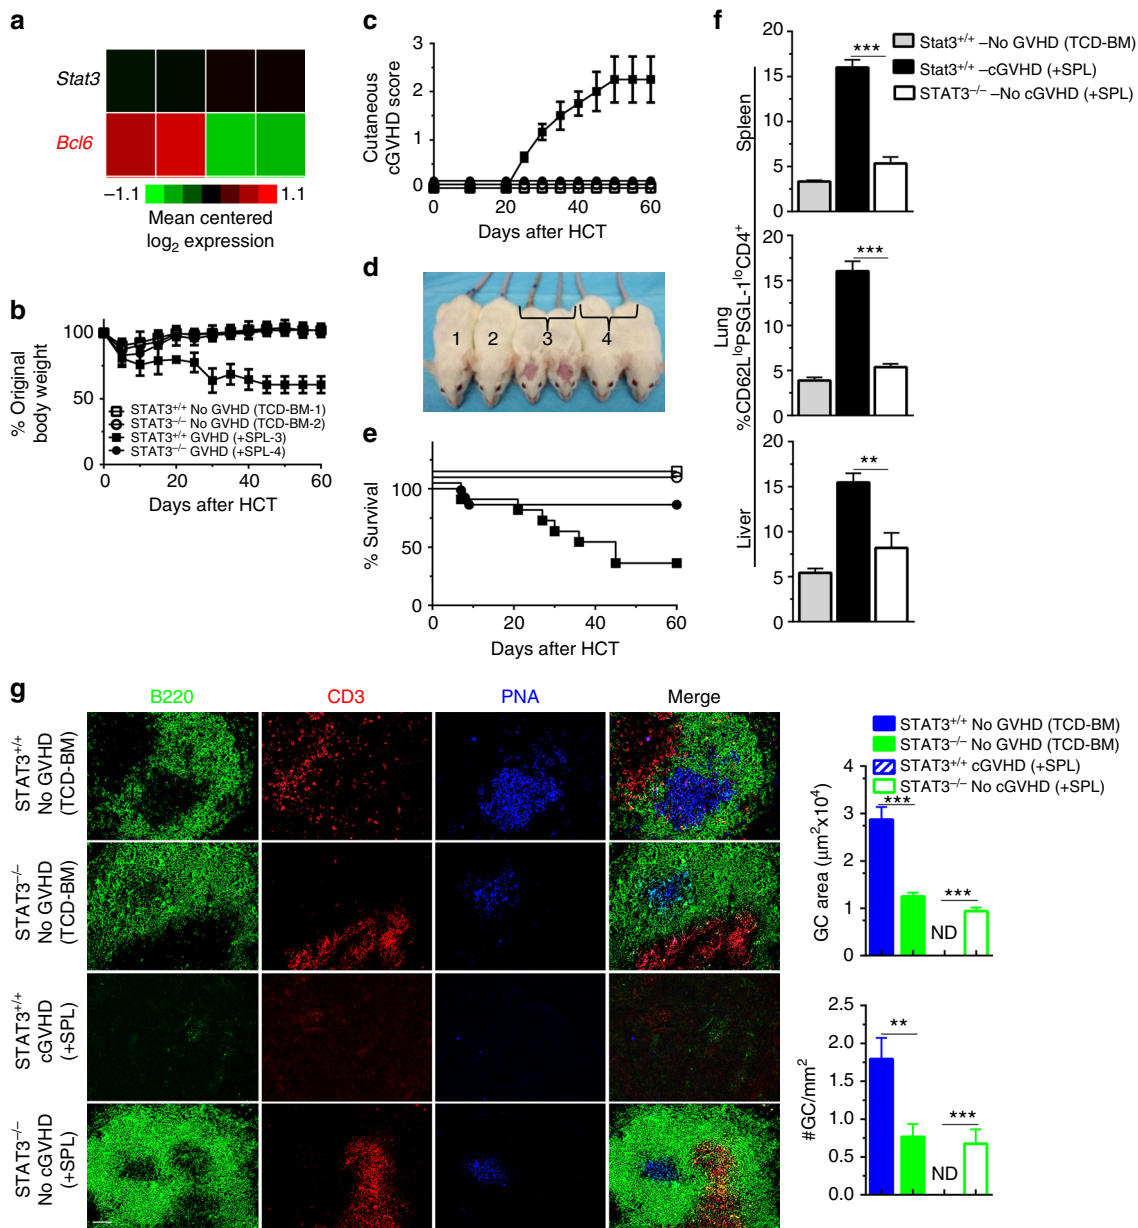 a
Stat3
Bcl6
−1.1
1.1
Mean centered
log2 expression
b
% Original
body weight
100
50
0
STAT3+/+ No GVHD (TCD-BM-1)
STAT3−/− No GVHD (TCD-BM-2)
STAT3+/+ GVHD (+SPL-3)
STAT3−/− GVHD (+SPL-4)
0
20
40
60
Days after HCT
c
Cutaneous
cGVHD score
3
2
1
0
0
10
20
30
40
50
60
Days after HCT
d
1
2
3
4
e
% Survival
100
50
0
0
20
40
60
Days after HCT
f
Stat3+/+ –No GVHD (TCD-BM)
Stat3+/+ –cGVHD (+SPL)
STAT3−/− –No cGVHD (+SPL)
%CD62LloPSGL-1loCD4+
Spleen
20
15
10
5
0
***
Lung
20
15
10
5
0
***
Liver
20
15
10
5
0
**
g
B220
CD3
PNA
Merge
STAT3+/+
No GVHD
(TCD-BM)
STAT3−/−
No GVHD
(TCD-BM)
STAT3+/+
cGVHD
(+SPL)
STAT3−/−
No cGVHD
(+SPL)
STAT3+/+ No GVHD (TCD-BM)
STAT3−/− No GVHD (TCD-BM)
STAT3+/+ cGVHD (+SPL)
STAT3−/− No cGVHD (+SPL)
GC area (μm2x104)
4
3
2
1
0
***
***
ND
#GC/mm2
2.5
2.0
1.5
1.0
0.5
0.0
**
***
ND